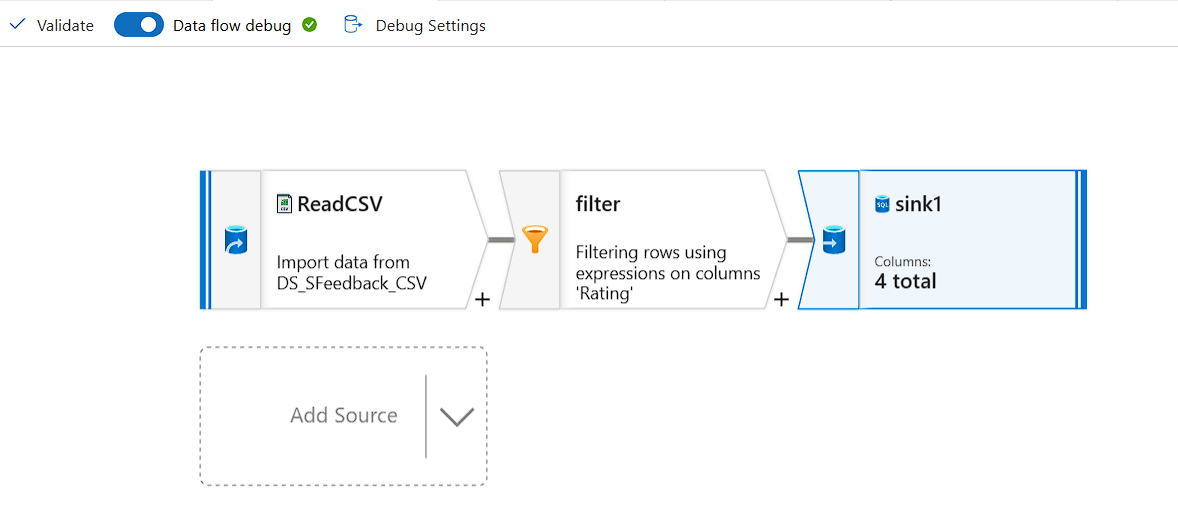 Validate
Data flow debug
Debug Settings
ReadCSV
Import data from
DS_SFeedback_CSV
filter
Filtering rows using
expressions on columns
'Rating'
SQL
sink1
Columns:
4 total
Add Source